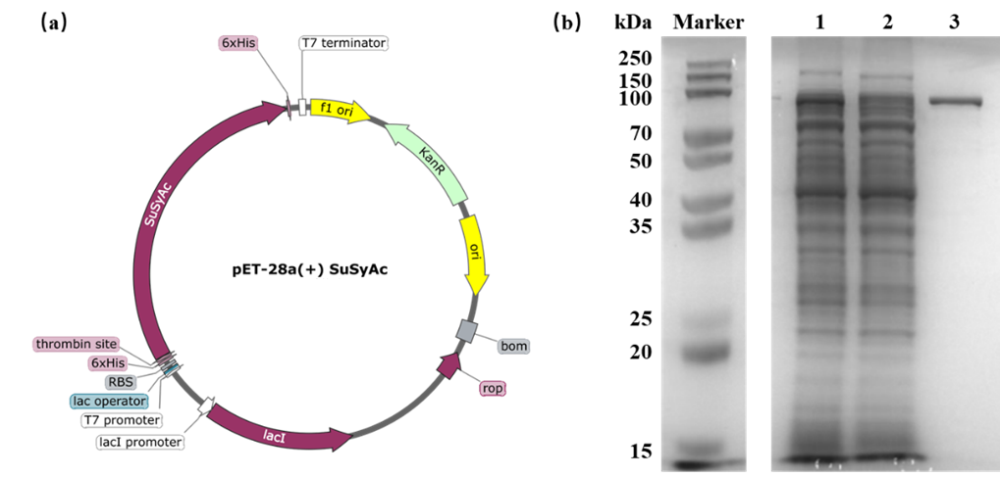 (a)
6xHis
T7 terminator
f1 ori
KanR
SuSyAc
ori
pET-28a(+) SuSyAc
thrombin site
6xHis
RBS
lac operator
T7 promoter
lacI promoter
lacI
bom
rop
(b)
kDa Marker 1 2 3
250
150
100
70
50
40
35
25
20
15